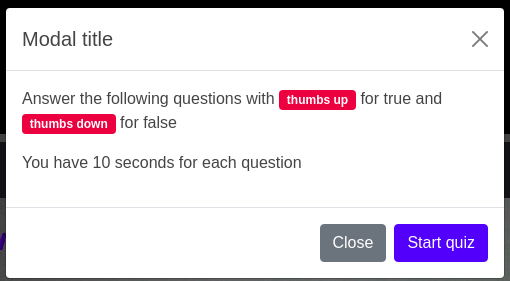 Modal title
Answer the following questions with thumbs up for true and
thumbs down for false
You have 10 seconds for each question
Close Start quiz